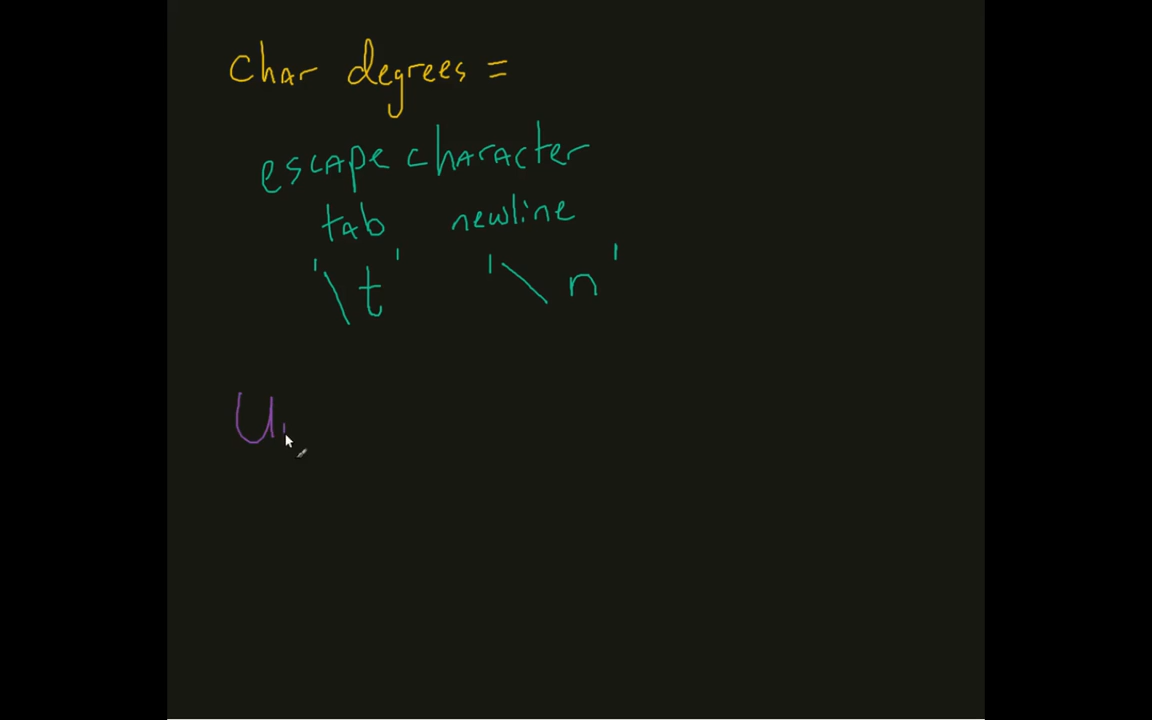 char degrees =
escape character
tab newline
'\t' '\n'
U